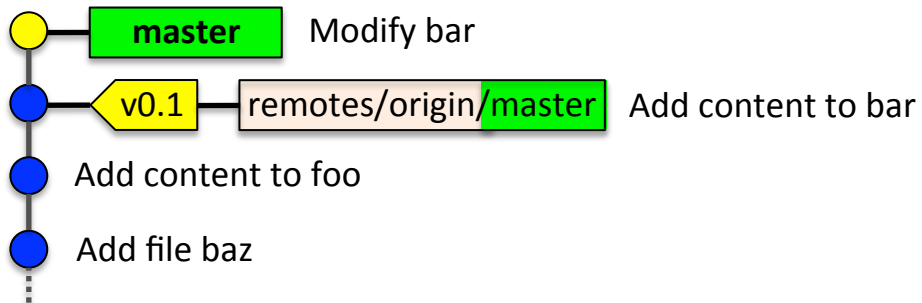 master Modify bar
v0.1 remotes/origin/master Add content to bar
Add content to foo
Add file baz